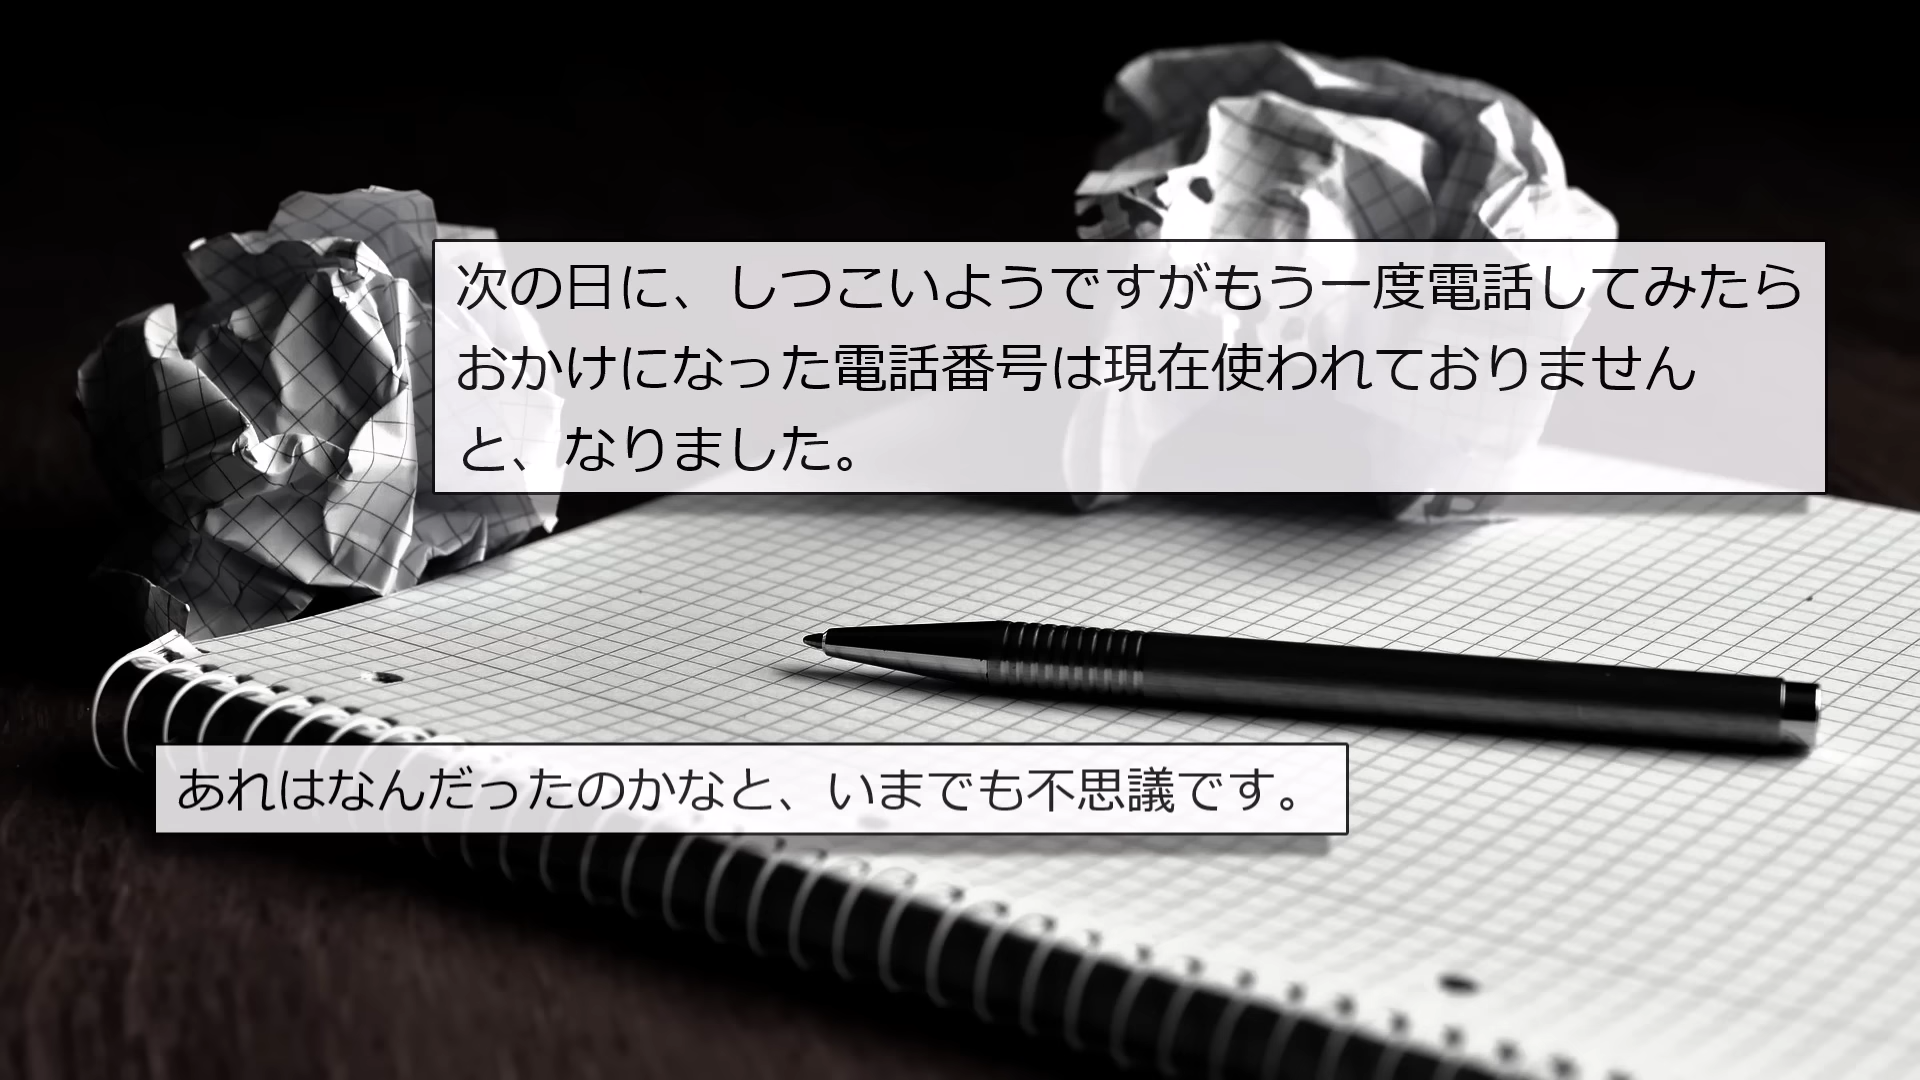 次の日に、しつこいようですがもう一度電話してみたら
おかけになった電話番号は現在使われておりません
と、なりました。
あれはなんだったのかなと、いまでも不思議です。